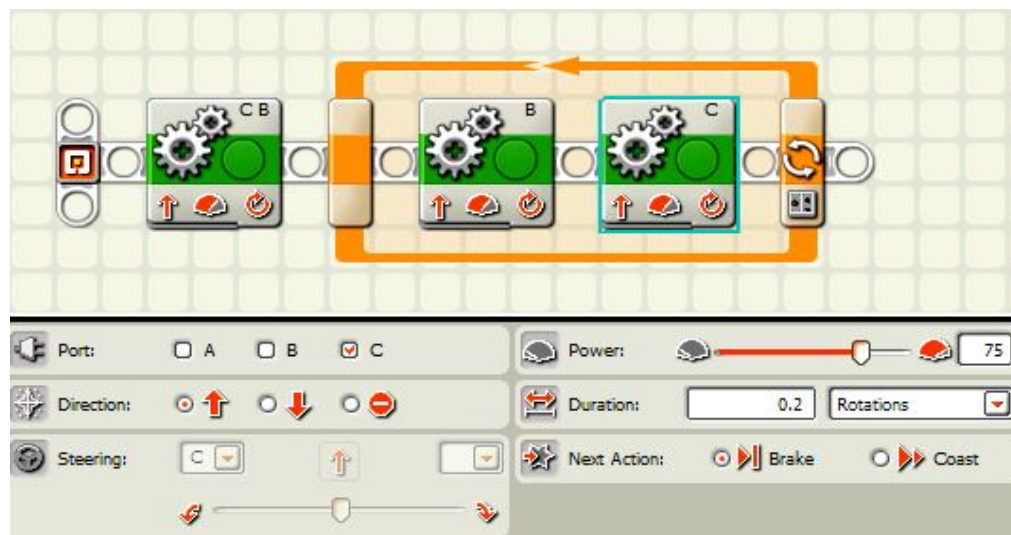 C B
B
C
Port: A B C
Power: 75
Direction:
Duration: 0.2 Rotations
Steering: C
Next Action: Brake Coast